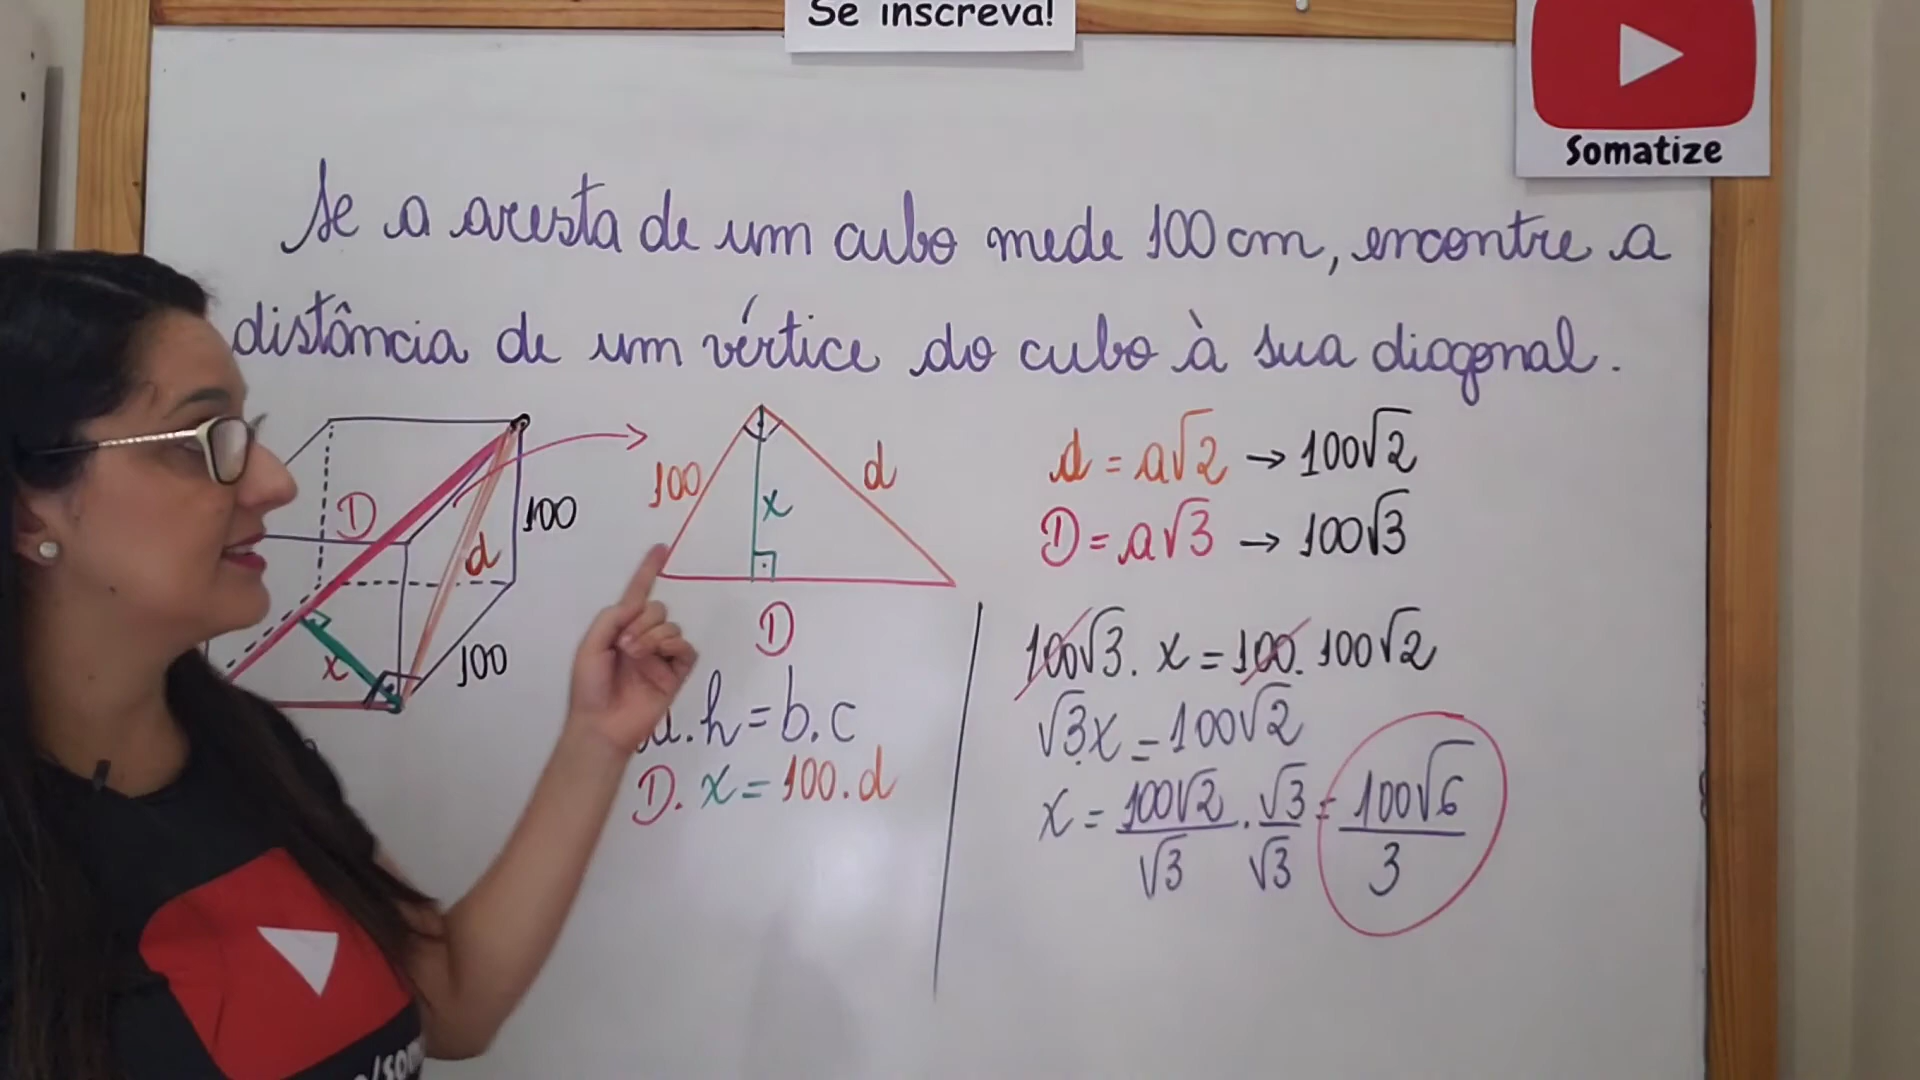 Se inscreva!
Somatize
Se a aresta de um cubo mede 100 cm, encontre a
distância de um vértice do cubo à sua diagonal.
D
d
100
100
x
100
x
d
D
d = a√2 → 100√2
D = a√3 → 100√3
a.h = b.c
D. x = 100.d
100√3 . x = 100. 100√2
√3x = 100√2
x = 100√2/√3 . √3/√3 = 100√6/3